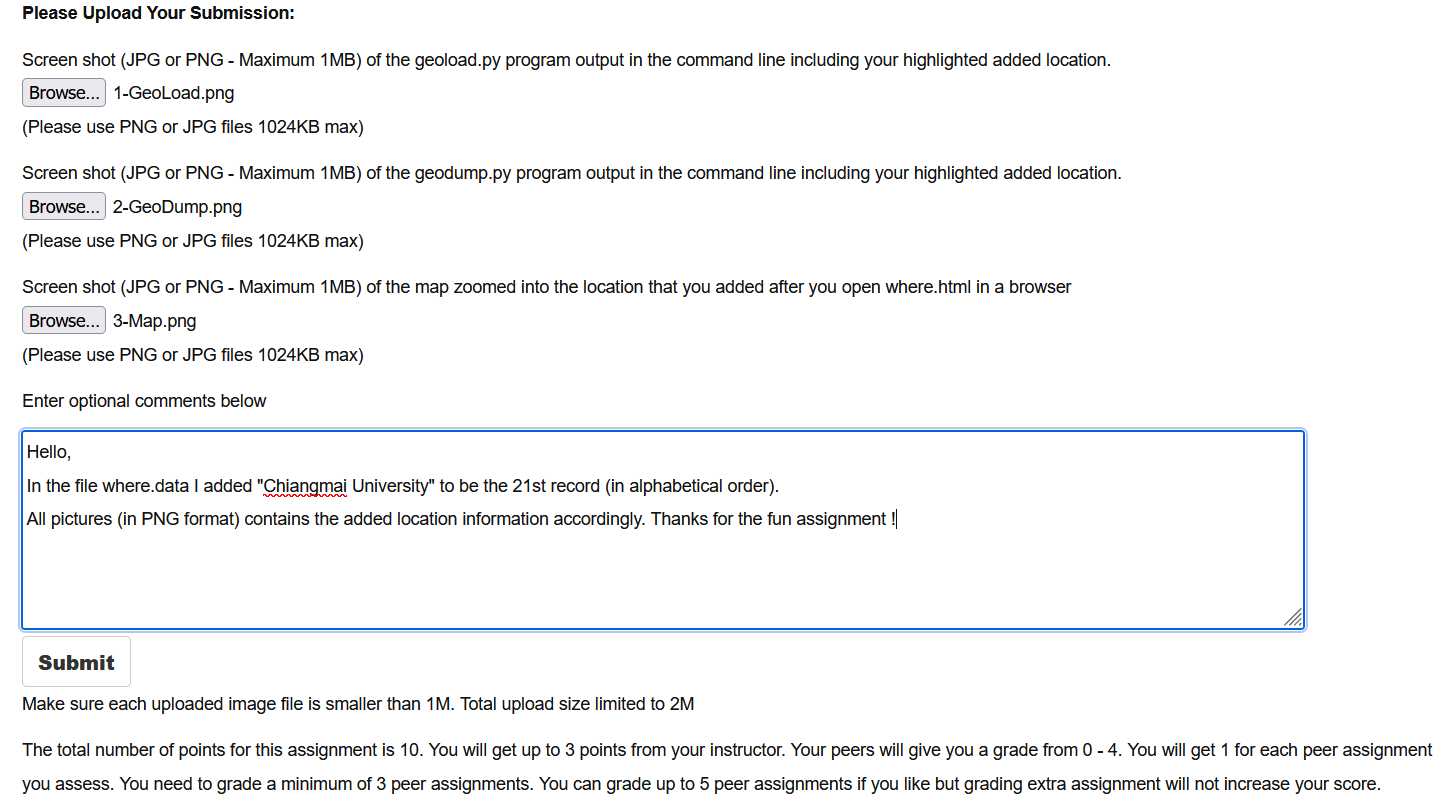 Please Upload Your Submission:
Screen shot (JPG or PNG - Maximum 1MB) of the geoload.py program output in the command line including your highlighted added location.
Browse... 1-GeoLoad.png
(Please use PNG or JPG files 1024KB max)
Screen shot (JPG or PNG - Maximum 1MB) of the geodump.py program output in the command line including your highlighted added location.
Browse... 2-GeoDump.png
(Please use PNG or JPG files 1024KB max)
Screen shot (JPG or PNG - Maximum 1MB) of the map zoomed into the location that you added after you open where.html in a browser
Browse... 3-Map.png
(Please use PNG or JPG files 1024KB max)
Enter optional comments below
Hello,
In the file where.data I added "Chiangmai University" to be the 21st record (in alphabetical order).
All pictures (in PNG format) contains the added location information accordingly. Thanks for the fun assignment !
Submit
Make sure each uploaded image file is smaller than 1M. Total upload size limited to 2M
The total number of points for this assignment is 10. You will get up to 3 points from your instructor. Your peers will give you a grade from 0 - 4. You will get 1 for each peer assignment
you assess. You need to grade a minimum of 3 peer assignments. You can grade up to 5 peer assignments if you like but grading extra assignment will not increase your score.